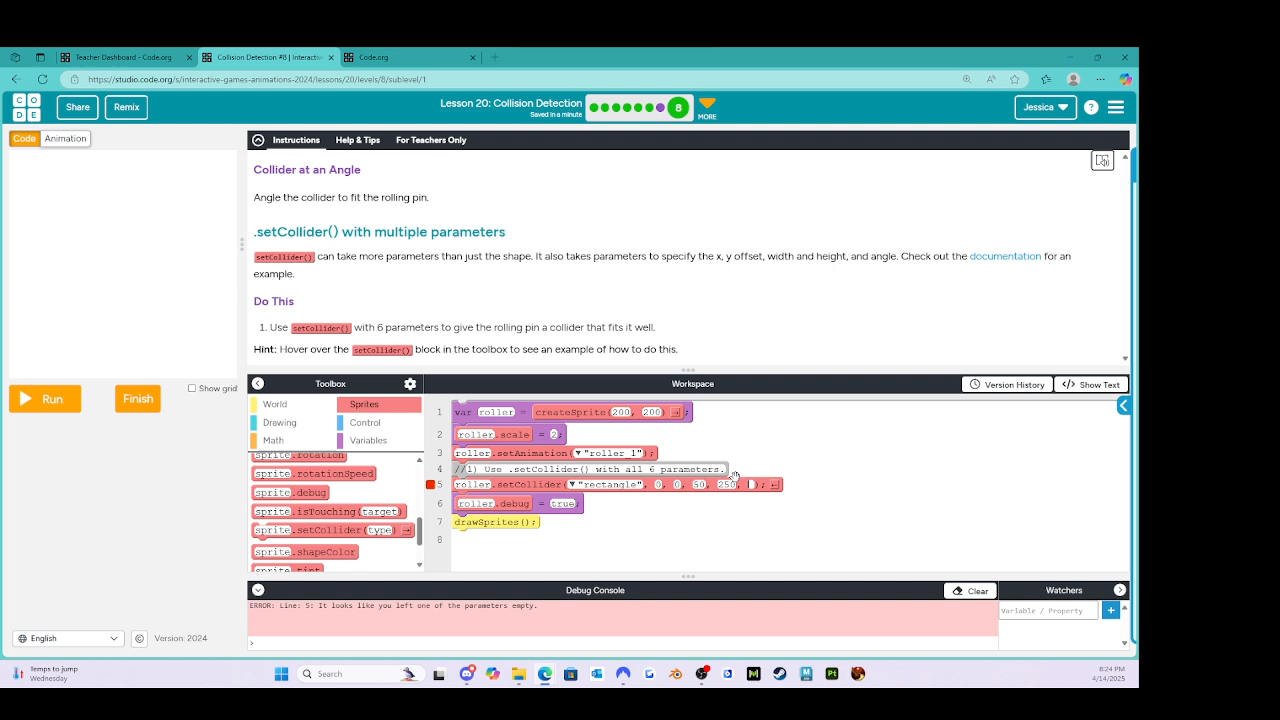 Teacher Dashboard - Code.org
Collision Detection #8 | Interactiv
Code.org
https://studio.code.org/s/interactive-games-animations-2024/lessons/20/levels/8/sublevel/1
C O
D E
Share
Remix
Lesson 20: Collision Detection
Saved in a minute
8
MORE
Jessica
?
Code
Animation
Instructions
Help & Tips
For Teachers Only
Collider at an Angle
Angle the collider to fit the rolling pin.
.setCollider() with multiple parameters
setCollider() can take more parameters than just the shape. It also takes parameters to specify the x, y offset, width and height, and angle. Check out the documentation for an
example.
Do This
1. Use setCollider() with 6 parameters to give the rolling pin a collider that fits it well.
Hint: Hover over the setCollider() block in the toolbox to see an example of how to do this.
Run
Finish
Show grid
Toolbox
Workspace
Version History
</> Show Text
World
Sprites
Drawing
Control
Math
Variables
sprite.rotation
sprite.rotationSpeed
sprite.debug
sprite.isTouching(target)
sprite.setCollider(type)
sprite.shapeColor
sprite.tint
1 var roller = createSprite(200, 200);
2 roller.scale = 2;
3 roller.setAnimation("roller_1");
4 //1) Use .setCollider() with all 6 parameters.
5 roller.setCollider("rectangle", 0, 0, 50, 250, );
6 roller.debug = true;
7 drawSprites();
8
Debug Console
Clear
Watchers
ERROR: Line: 5: It looks like you left one of the parameters empty.
Variable / Property
+
>
English
Version: 2024
Temps to jump
Wednesday
Search
8:24 PM
4/14/2025